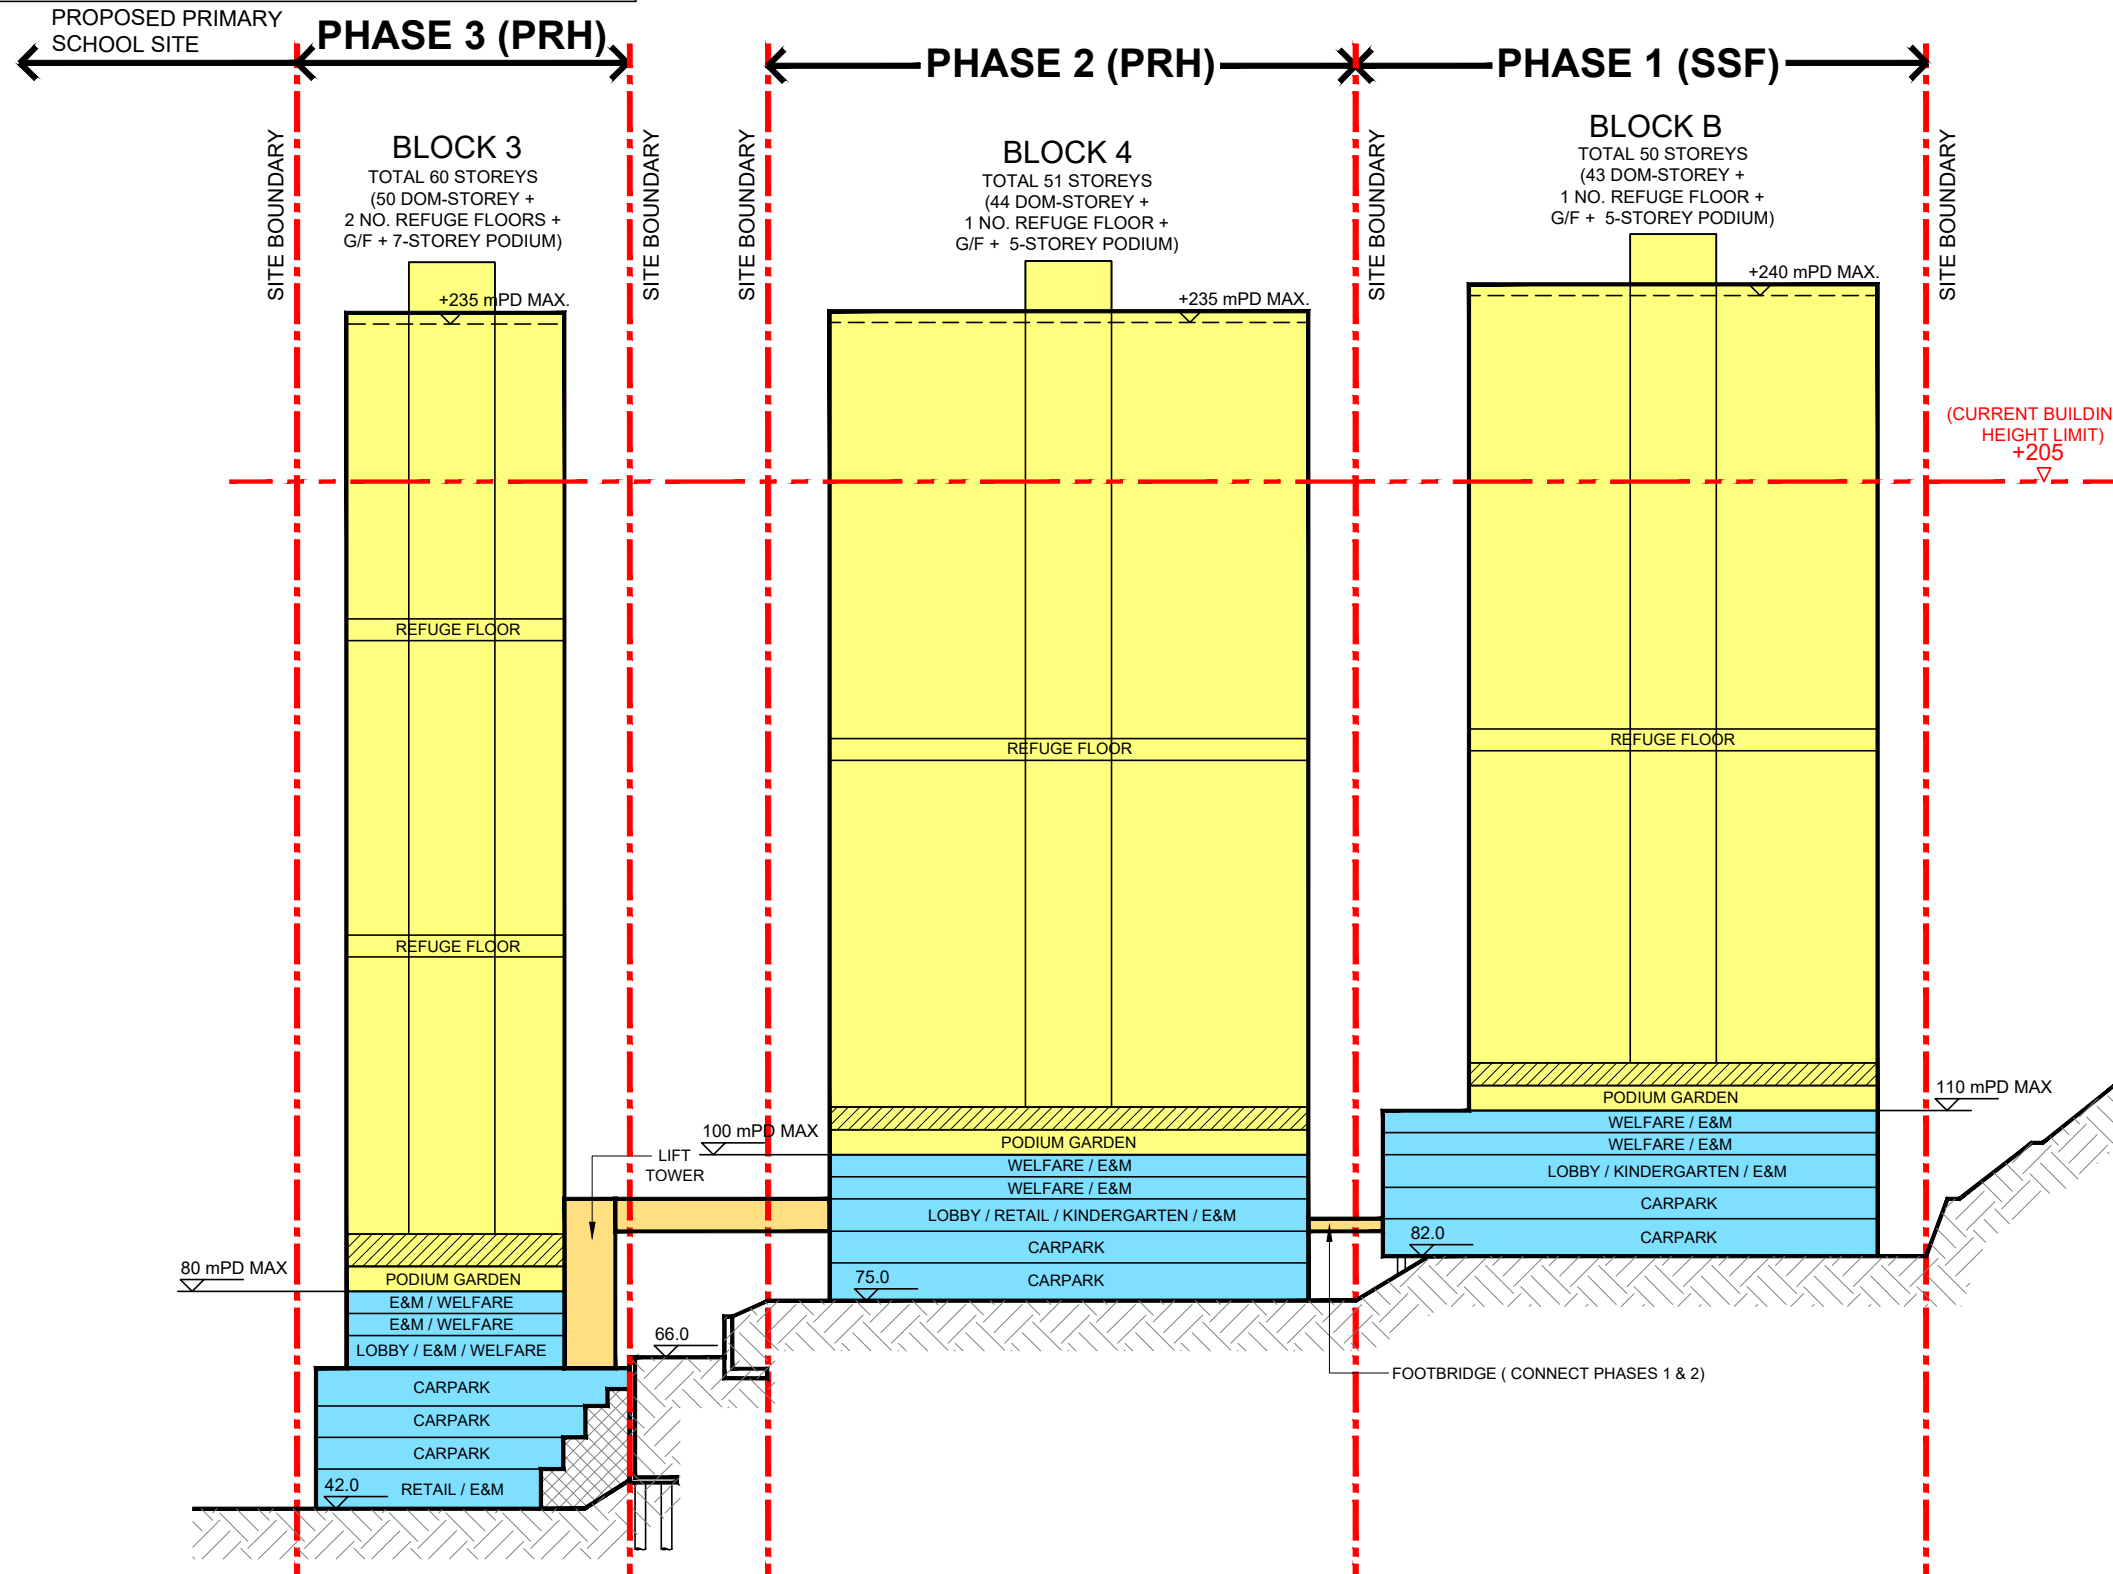 PROPOSED PRIMARY
SCHOOL SITE
PHASE 3 (PRH)
PHASE 2 (PRH)
PHASE 1 (SSF)
SITE BOUNDARY
BLOCK 3
TOTAL 60 STOREYS
(50 DOM-STOREY +
2 NO. REFUGE FLOORS +
G/F + 7-STOREY PODIUM)
SITE BOUNDARY
SITE BOUNDARY
BLOCK 4
TOTAL 51 STOREYS
(44 DOM-STOREY +
1 NO. REFUGE FLOOR +
G/F + 5-STOREY PODIUM)
SITE BOUNDARY
BLOCK B
TOTAL 50 STOREYS
(43 DOM-STOREY +
1 NO. REFUGE FLOOR +
G/F + 5-STOREY PODIUM)
SITE BOUNDARY
+235 mPD MAX.
+235 mPD MAX.
+240 mPD MAX.
(CURRENT BUILDIN
HEIGHT LIMIT)
+205
REFUGE FLOOR
REFUGE FLOOR
REFUGE FLOOR
REFUGE FLOOR
80 mPD MAX
PODIUM GARDEN
E&M / WELFARE
E&M / WELFARE
LOBBY / E&M / WELFARE
CARPARK
CARPARK
CARPARK
42.0
RETAIL / E&M
LIFT
TOWER
66.0
100 mPD MAX
PODIUM GARDEN
WELFARE / E&M
WELFARE / E&M
LOBBY / RETAIL / KINDERGARTEN / E&M
CARPARK
75.0
CARPARK
110 mPD MAX
PODIUM GARDEN
WELFARE / E&M
WELFARE / E&M
LOBBY / KINDERGARTEN / E&M
CARPARK
82.0
CARPARK
FOOTBRIDGE ( CONNECT PHASES 1 & 2)